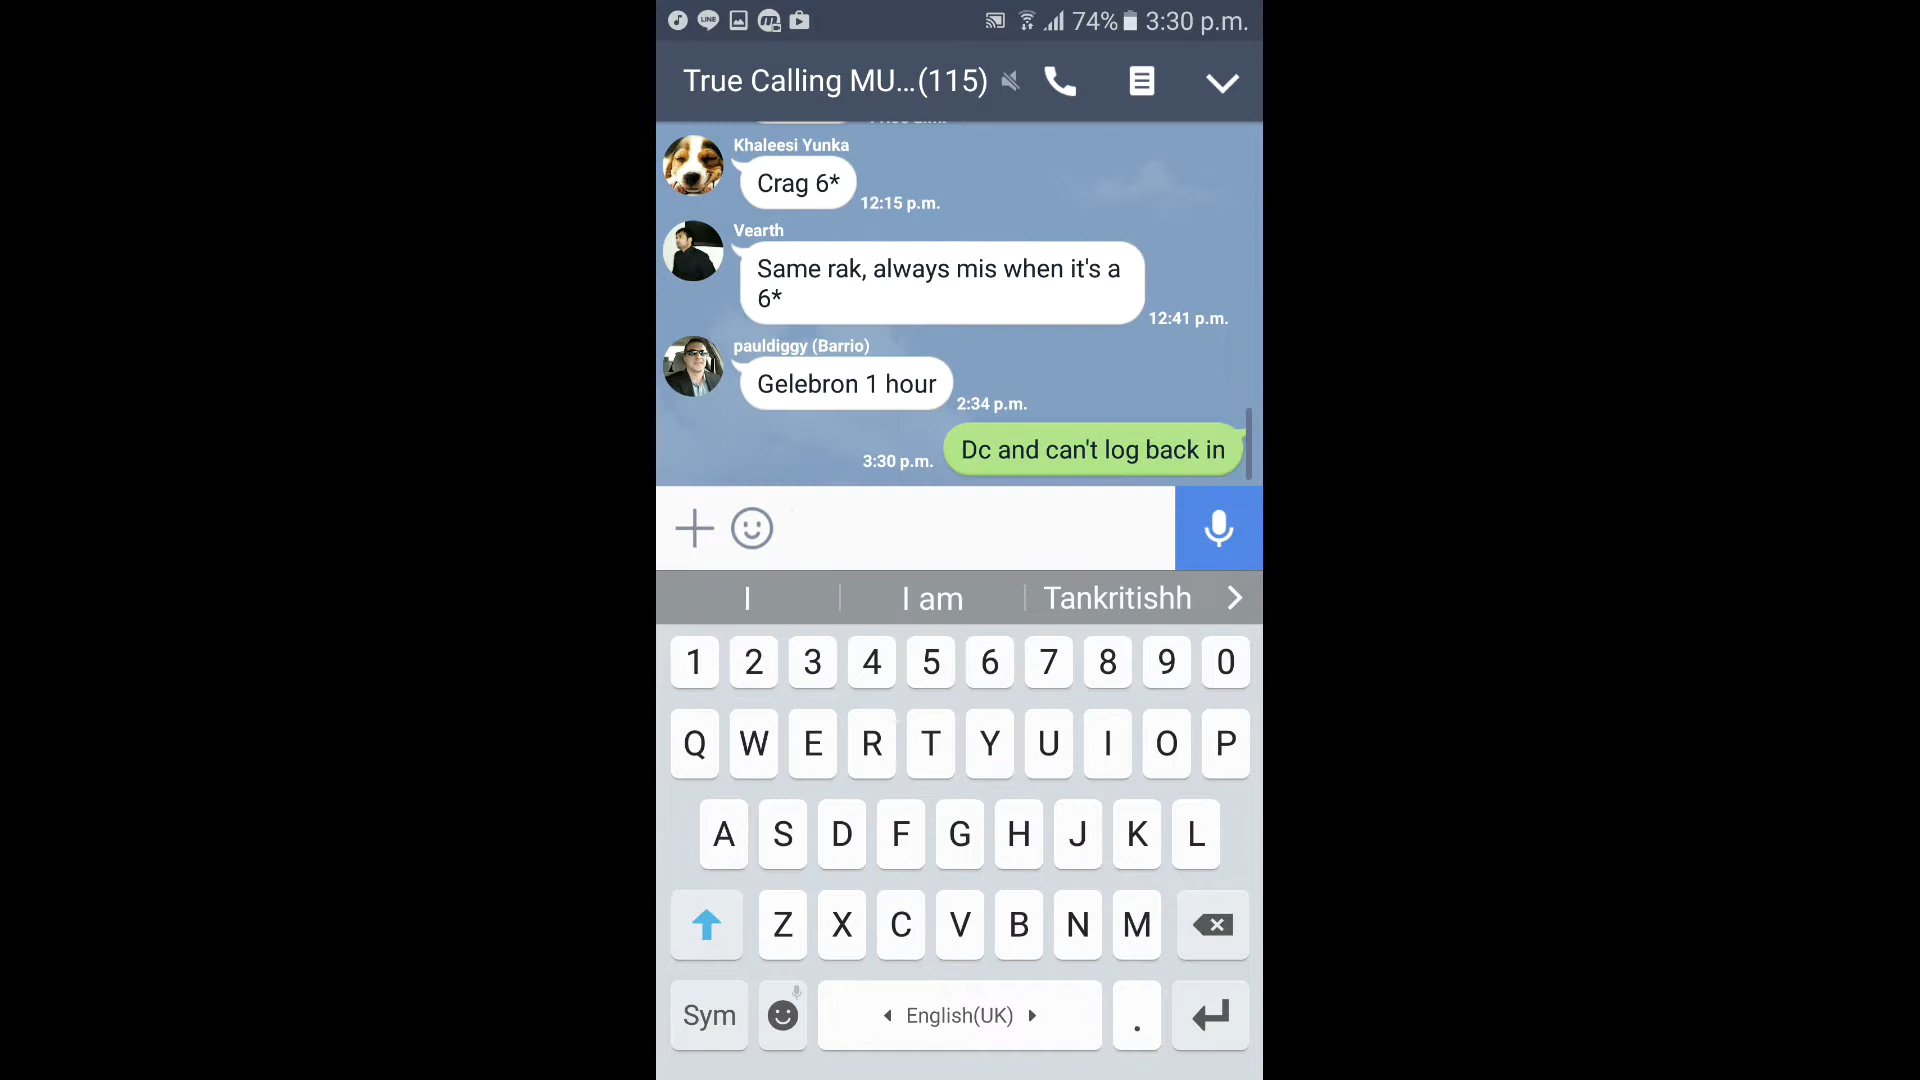 LINE 74% 3:30 p.m.
True Calling MU...(115)
Khaleesi Yunka
Crag 6*
12:15 p.m.
Vearth
Same rak, always mis when it's a
6*
12:41 p.m.
pauldiggy (Barrio)
Gelebron 1 hour
2:34 p.m.
Dc and can't log back in
3:30 p.m.
I I am Tankritishh
1 2 3 4 5 6 7 8 9 0
Q W E R T Y U I O P
A S D F G H J K L
Z X C V B N M
Sym English(UK) .